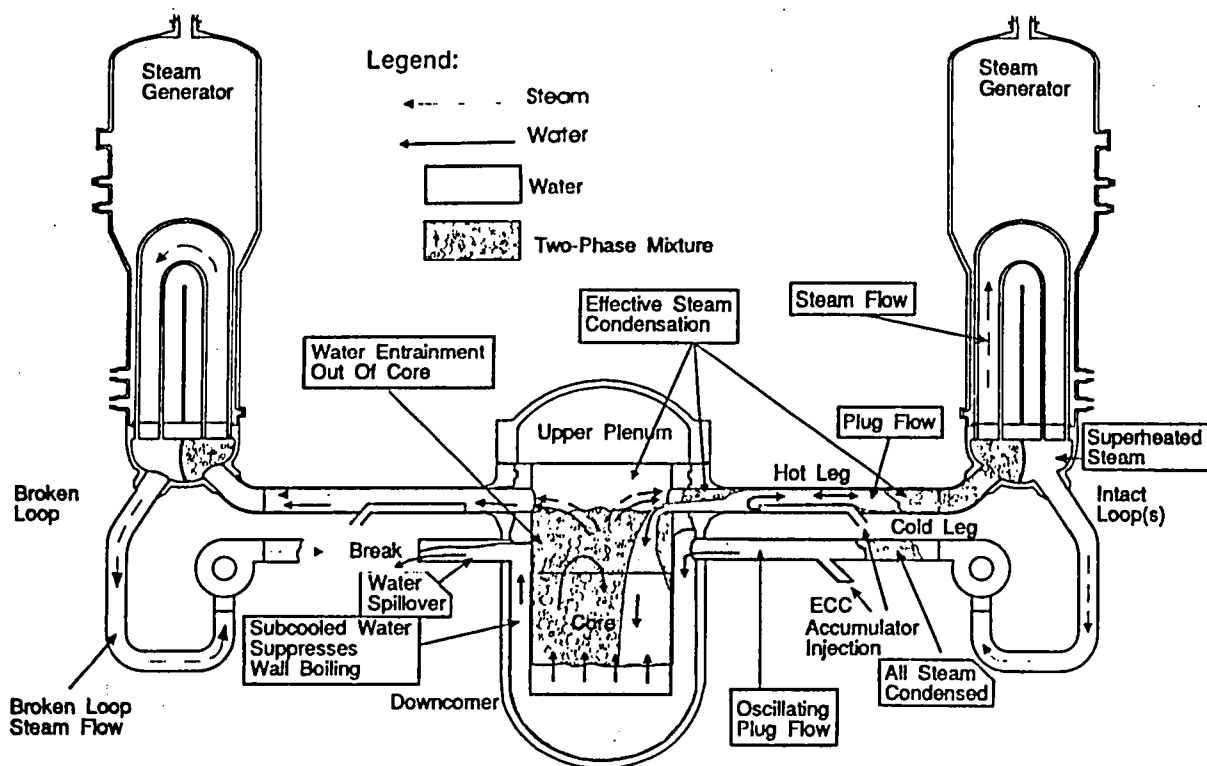 Steam
Generator
Legend:
Steam
Water
Water
Two-Phase Mixture
Steam
Generator
Effective Steam
Condensation
Steam Flow
Water Entrainment
Out Of Core
Upper Plenum
Plug Flow
Superheated
Steam
Hot Leg
Broken
Loop
Intact
Loop(s)
Cold Leg
Break
Water
Spillover
Core
ECC
Accumulator
Injection
Subcooled Water
Suppresses
Wall Boiling
All Steam
Condensed
Downcorner
Oscillating
Plug Flow
Broken Loop
Steam Flow